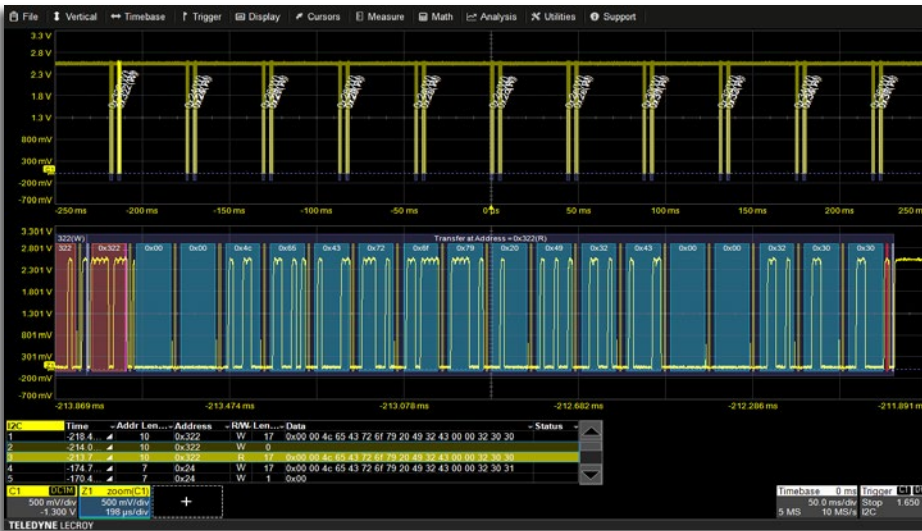 File Vertical Timebase Trigger Display Cursors Measure Math Analysis Utilities Support
3.3 V
2.8 V
2.3 V
1.8 V
1.3 V
800 mV
300 mV
C1
-200 mV
-700 mV
-250 ms -200 ms -150 ms -100 ms -50 ms 0 µs 50 ms 100 ms 150 ms 200 ms 250 m
3.301 V
322(W) Transfer at Address = 0x322(R)
2.801 V 322 0x322 0x00 0x00 0x4c 0x65 0x43 0x72 0x6f 0x79 0x20 0x49 0x32 0x43 0x00 0x00 0x32 0x30 0x30
2.301 V
1.801 V
1.301 V
801 mV
301 mV
Z1
-200 mV
-700 mV
-213.869 ms -213.474 ms -213.078 ms -212.682 ms -212.286 ms -211.891 m
I2C Time Addr Len... Address R/W Len... Data Status
1 -218.4... 10 0x322 W 17 0x00 00 4c 65 43 72 6f 79 20 49 32 43 00 00 32 30 30
2 -214.0... 10 0x322 W 0
3 -213.7... 10 0x322 R 17 0x00 00 4c 65 43 72 6f 79 20 49 32 43 00 00 32 30 30
4 -174.7... 7 0x24 W 17 0x00 00 4c 65 43 72 6f 79 20 49 32 43 00 00 32 30 31
5 -170.4... 7 0x24 W 1 0x00
C1 DC1M Z1 zoom(C1) Timebase 0 ms Trigger C1
500 mV/div 500 mV/div 50.0 ms/div Stop 1.650
-1.300 V 198 µs/div 5 MS 10 MS/s I2C
TELEDYNE LECROY